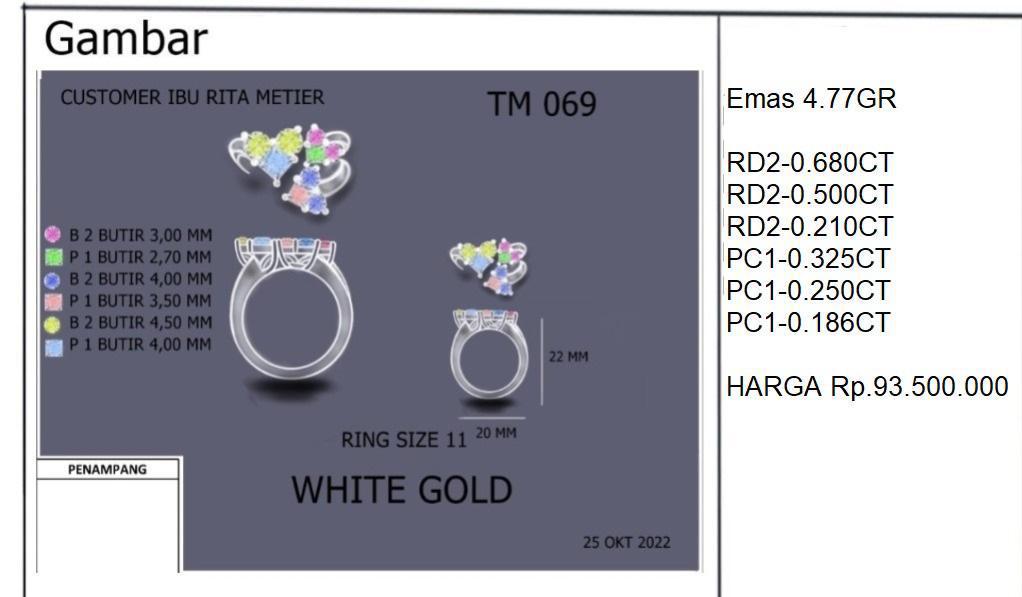 Gambar
CUSTOMER IBU RITA METIER
TM 069
B 2 BUTIR 3,00 MM
P 1 BUTIR 2,70 MM
B 2 BUTIR 4,00 MM
P 1 BUTIR 3,50 MM
B 2 BUTIR 4,50 MM
P 1 BUTIR 4,00 MM
22 MM
20 MM
RING SIZE 11
PENAMPANG
WHITE GOLD
25 OKT 2022
Emas 4.77GR
RD2-0.680CT
RD2-0.500CT
RD2-0.210CT
PC1-0.325CT
PC1-0.250CT
PC1-0.186CT
HARGA Rp.93.500.000